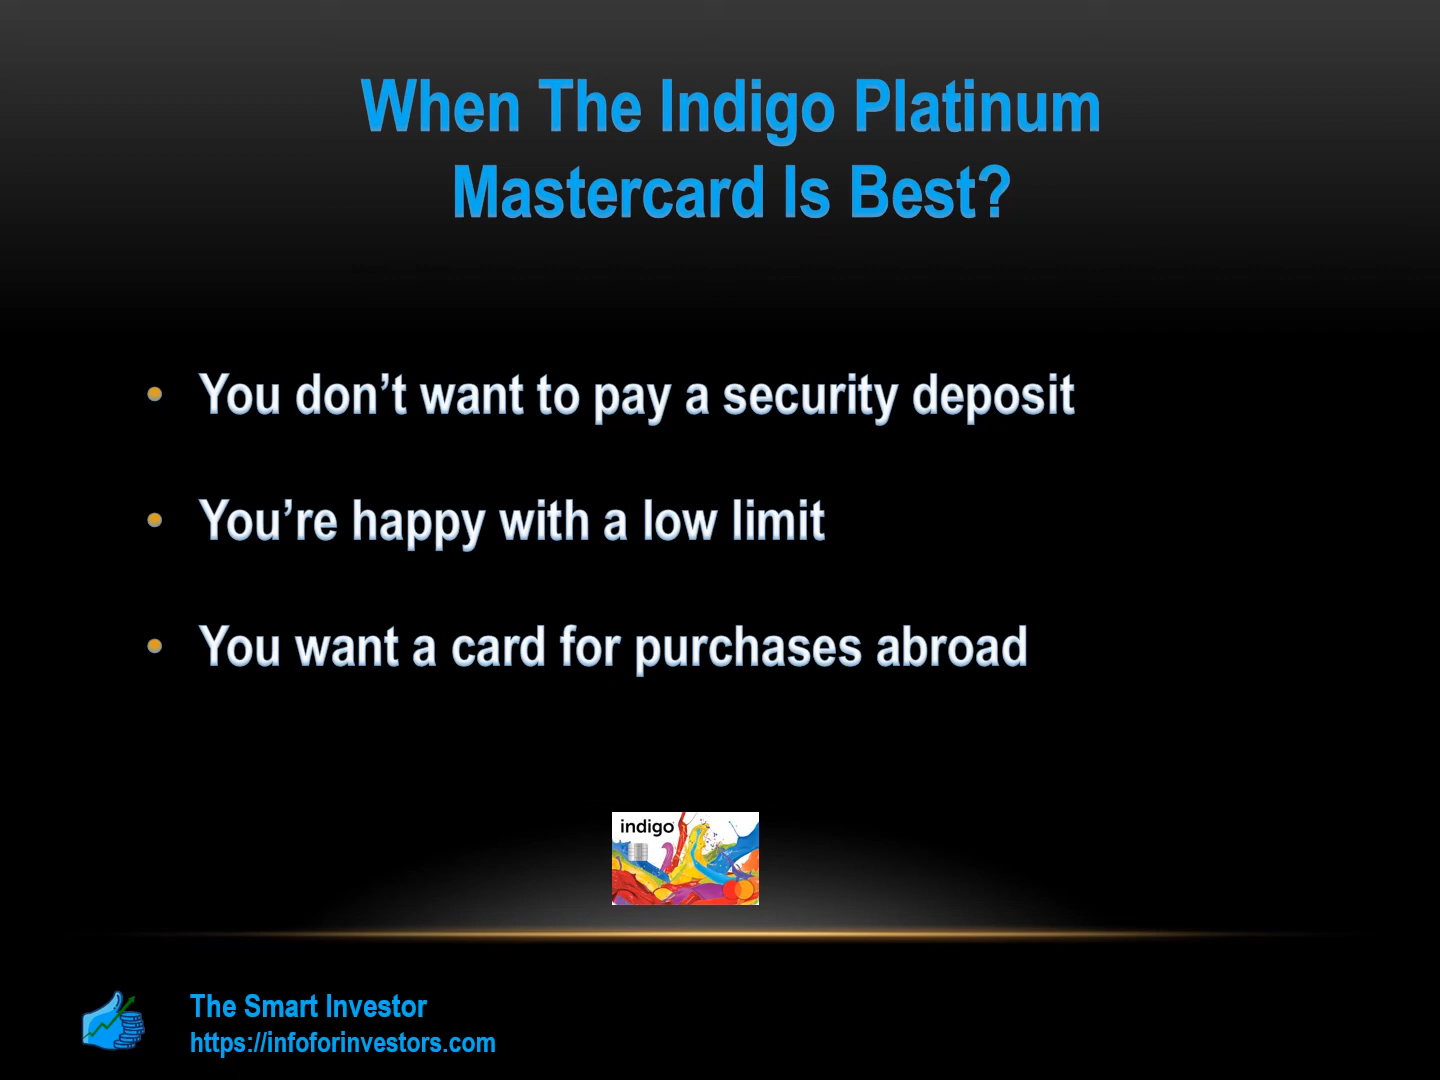 When The Indigo Platinum
Mastercard Is Best?
• You don’t want to pay a security deposit
• You’re happy with a low limit
• You want a card for purchases abroad
indigo
The Smart Investor
https://infoforinvestors.com